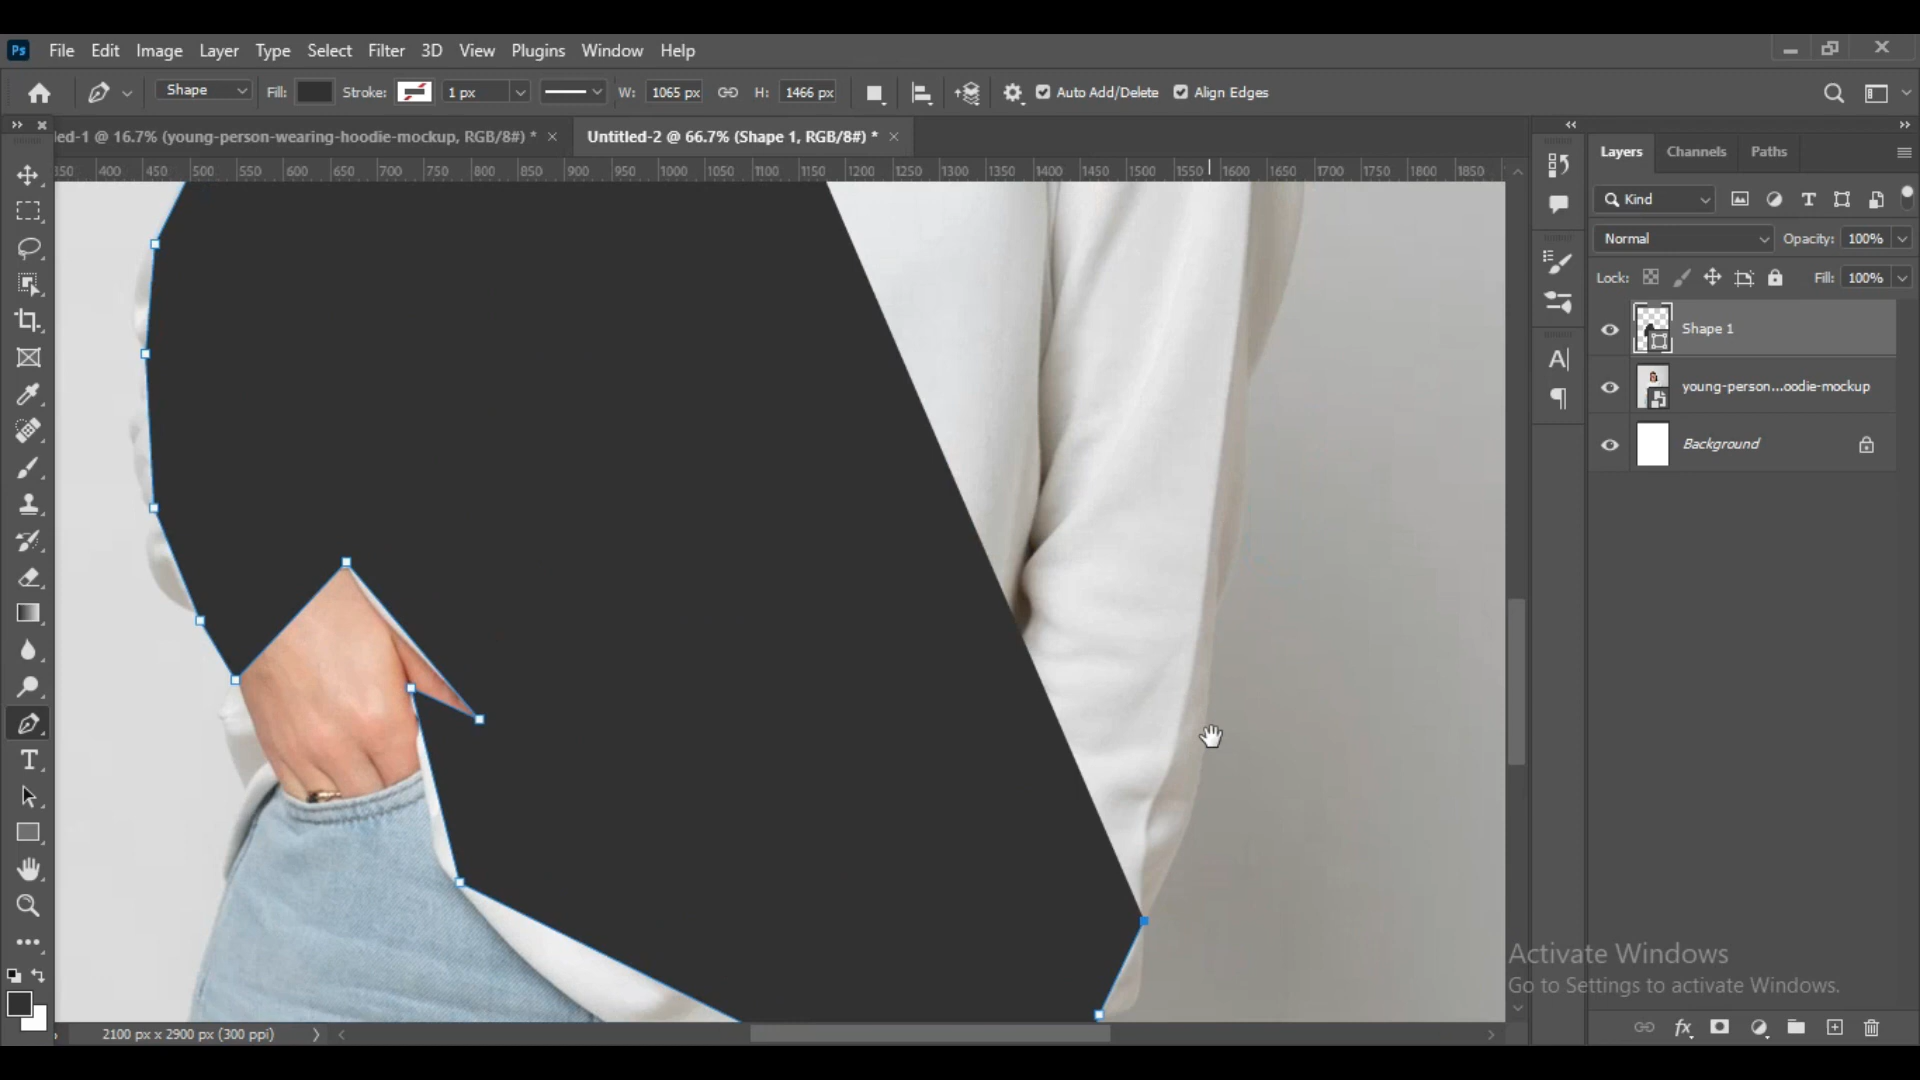 Ps File Edit Image Layer Type Select Filter 3D View Plugins Window Help
Shape Fill: Stroke: 1 px W: 1065 px H: 1466 px Auto Add/Delete Align Edges
led-1 @ 16.7% (young-person-wearing-hoodie-mockup, RGB/8#) * Untitled-2 @ 66.7% (Shape 1, RGB/8#) *
350 400 450 500 550 600 650 700 750 800 850 900 950 1000 1050 1100 1150 1200 1250 1300 1350 1400 1450 1500 1550 1600 1650 1700 1750 1800 1850
Layers Channels Paths
Kind
Normal Opacity: 100%
Lock: Fill: 100%
Shape 1
young-person...oodie-mockup
Background
Activate Windows
Go to Settings to activate Windows.
2100 px x 2900 px (300 ppi)